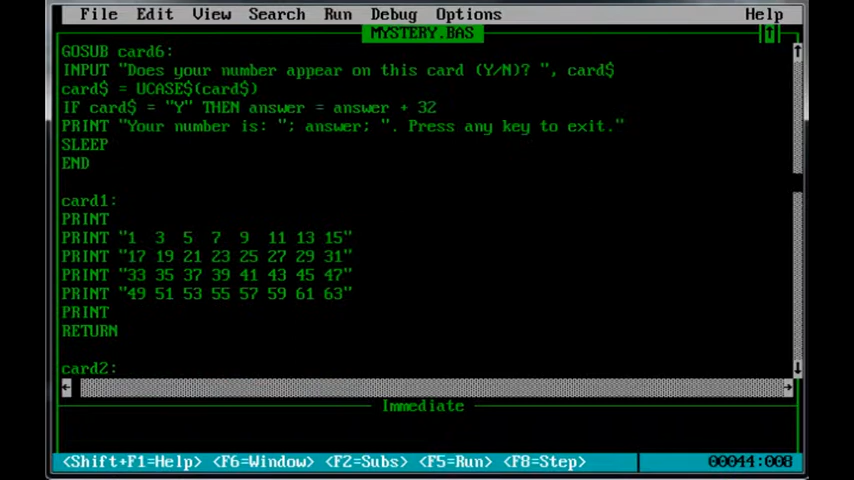 File Edit View Search Run Debug Options Help
MYSTERY.BAS
GOSUB card6:
INPUT "Does your number appear on this card (Y/N)? ", card$
card$ = UCASE$(card$)
IF card$ = "Y" THEN answer = answer + 32
PRINT "Your number is: "; answer; ". Press any key to exit."
SLEEP
END
card1:
PRINT
PRINT "1  3  5  7  9  11 13 15"
PRINT "17 19 21 23 25 27 29 31"
PRINT "33 35 37 39 41 43 45 47"
PRINT "49 51 53 55 57 59 61 63"
PRINT
RETURN
card2:
Immediate
<Shift+F1=Help> <F6=Window> <F2=Subs> <F5=Run> <F8=Step> 00044:008